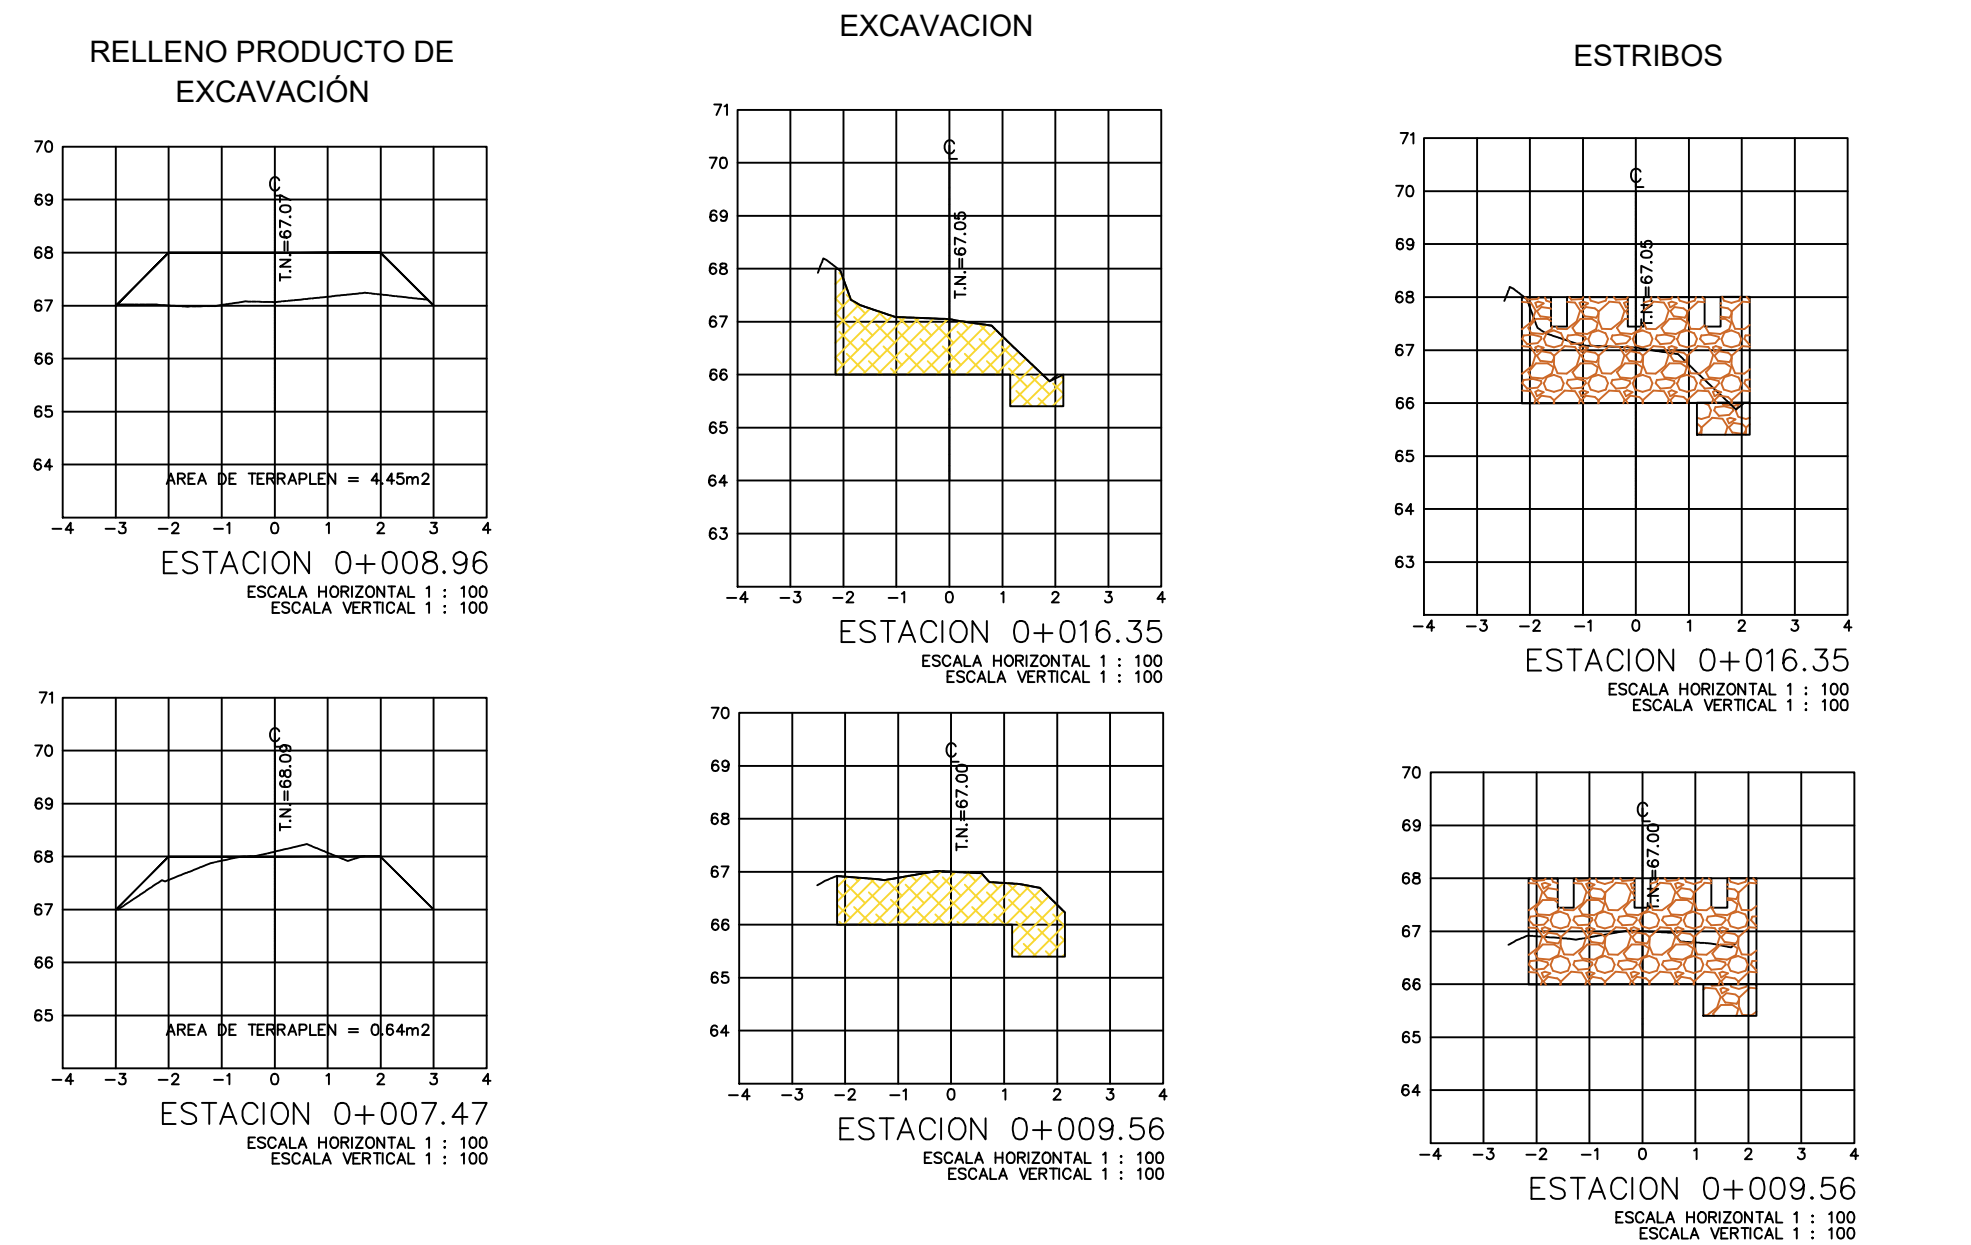 RELLENO PRODUCTO DE
EXCAVACIÓN
70
69
68
67
66
65
64
C
T.N.=67.07
AREA DE TERRAPLEN = 4.45m2
-4 -3 -2 -1 0 1 2 3 4
ESTACION 0+008.96
ESCALA HORIZONTAL 1 : 100
ESCALA VERTICAL 1 : 100
71
70
69
68
67
66
65
C
T.N.=68.09
AREA DE TERRAPLEN = 0.64m2
-4 -3 -2 -1 0 1 2 3 4
ESTACION 0+007.47
ESCALA HORIZONTAL 1 : 100
ESCALA VERTICAL 1 : 100
EXCAVACION
71
70
69
68
67
66
65
64
63
C
T.N.=67.05
-4 -3 -2 -1 0 1 2 3 4
ESTACION 0+016.35
ESCALA HORIZONTAL 1 : 100
ESCALA VERTICAL 1 : 100
70
69
68
67
66
65
64
C
T.N.=67.00
-4 -3 -2 -1 0 1 2 3 4
ESTACION 0+009.56
ESCALA HORIZONTAL 1 : 100
ESCALA VERTICAL 1 : 100
ESTRIBOS
71
70
69
68
67
66
65
64
63
C
T.N.=67.05
-4 -3 -2 -1 0 1 2 3 4
ESTACION 0+016.35
ESCALA HORIZONTAL 1 : 100
ESCALA VERTICAL 1 : 100
70
69
68
67
66
65
64
C
T.N.=67.00
-4 -3 -2 -1 0 1 2 3 4
ESTACION 0+009.56
ESCALA HORIZONTAL 1 : 100
ESCALA VERTICAL 1 : 100